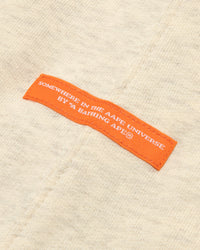 SOMEWHERE IN THE AAPE UNIVERSE
BY *A BATHING APE®